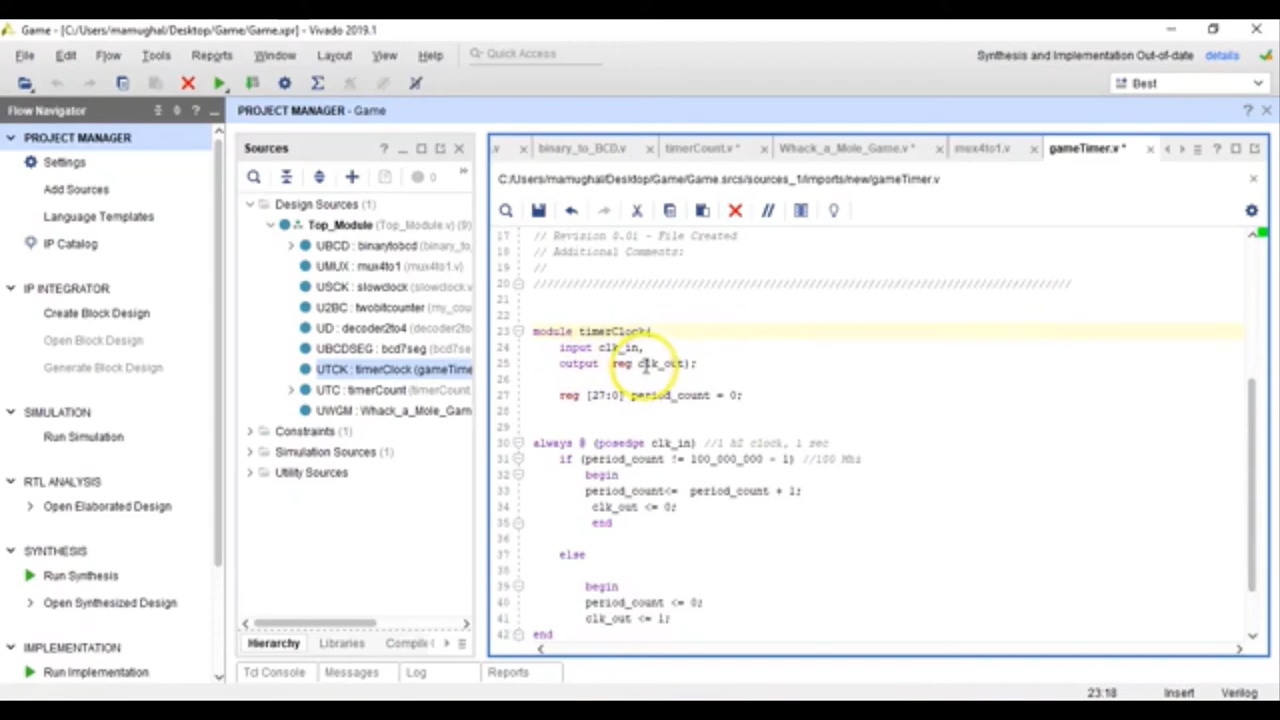 Game - [C:/Users/mamughal/Desktop/Game/Game.xpr] - Vivado 2019.1
File Edit Flow Tools Reports Window Layout View Help Quick Access
Synthesis and Implementation Out-of-date details
Best
Flow Navigator
PROJECT MANAGER - Game
PROJECT MANAGER
Settings
Add Sources
Language Templates
IP Catalog
IP INTEGRATOR
Create Block Design
Open Block Design
Generate Block Design
SIMULATION
Run Simulation
RTL ANALYSIS
Open Elaborated Design
SYNTHESIS
Run Synthesis
Open Synthesized Design
IMPLEMENTATION
Run Implementation
Sources
0
Design Sources (1)
Top_Module (Top_Module.v) (9)
UBCD : binarytobcd (binary_to_
UMUX : mux4to1 (mux4to1.v)
USCK : slowclock (slowclock.v
U2BC : twobitcounter (my_cou
UD : decoder2to4 (decoder2to
UBCDSEG : bcd7seg (bcd7seg
UTCK : timerClock (gameTime
UTC : timerCount (timerCount.
UWGM : Whack_a_Mole_Gam
Constraints (1)
Simulation Sources (1)
Utility Sources
Hierarchy Libraries Compile
.v binary_to_BCD.v timerCount.v * Whack_a_Mole_Game.v * mux4to1.v gameTimer.v *
C:/Users/mamughal/Desktop/Game/Game.srcs/sources_1/imports/new/gameTimer.v
17 // Revision 0.01 - File Created
18 // Additional Comments:
19 //
20 //////////////////////////////////////////////////////////////////////////////////
21
22
23 module timerClock(
24 input clk_in,
25 output reg clk_out);
26
27 reg [27:0] period_count = 0;
28
29
30 always @ (posedge clk_in) //1 hZ clock, 1 sec
31 if (period_count != 100_000_000 - 1) //100 Mhz
32 begin
33 period_count<= period_count + 1;
34 clk_out <= 0;
35 end
36
37 else
38
39 begin
40 period_count <= 0;
41 clk_out <= 1;
42 end
Tcl Console Messages Log Reports
23:18 Insert Verilog